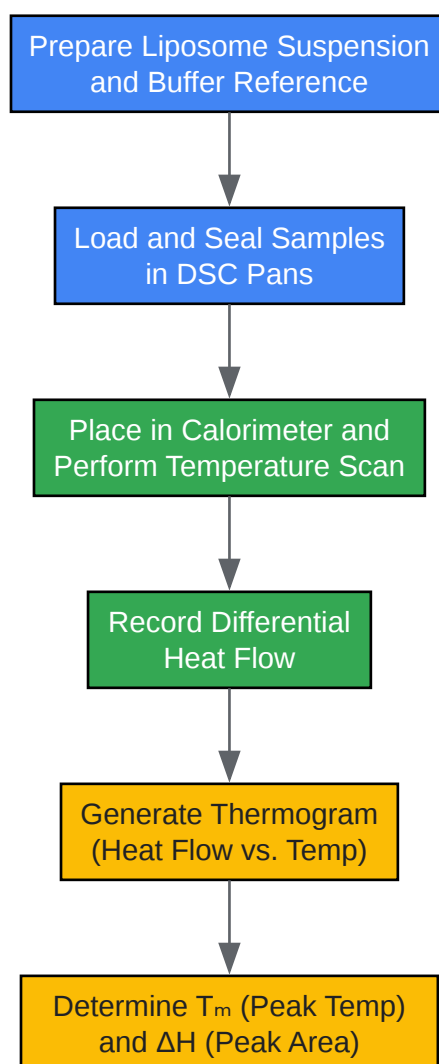 Prepare Liposome Suspension
and Buffer Reference
Load and Seal Samples
in DSC Pans
Place in Calorimeter and
Perform Temperature Scan
Record Differential
Heat Flow
Generate Thermogram
(Heat Flow vs. Temp)
Determine Tₘ (Peak Temp)
and ΔH (Peak Area)